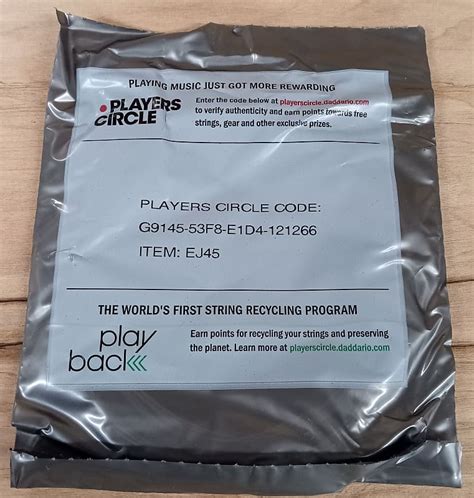 PLAYING MUSIC JUST GOT MORE REWARDING
PLAYERS
CIRCLE
Enter the code below at playerscircle.daddario.com
to verify authenticity and earn points towards free
strings, gear and other exclusive prizes.
PLAYERS CIRCLE CODE:
G9145-53F8-E1D4-121266
ITEM: EJ45
THE WORLD'S FIRST STRING RECYCLING PROGRAM
play
back
Earn points for recycling your strings and preserving
the planet. Learn more at playerscircle.daddario.com